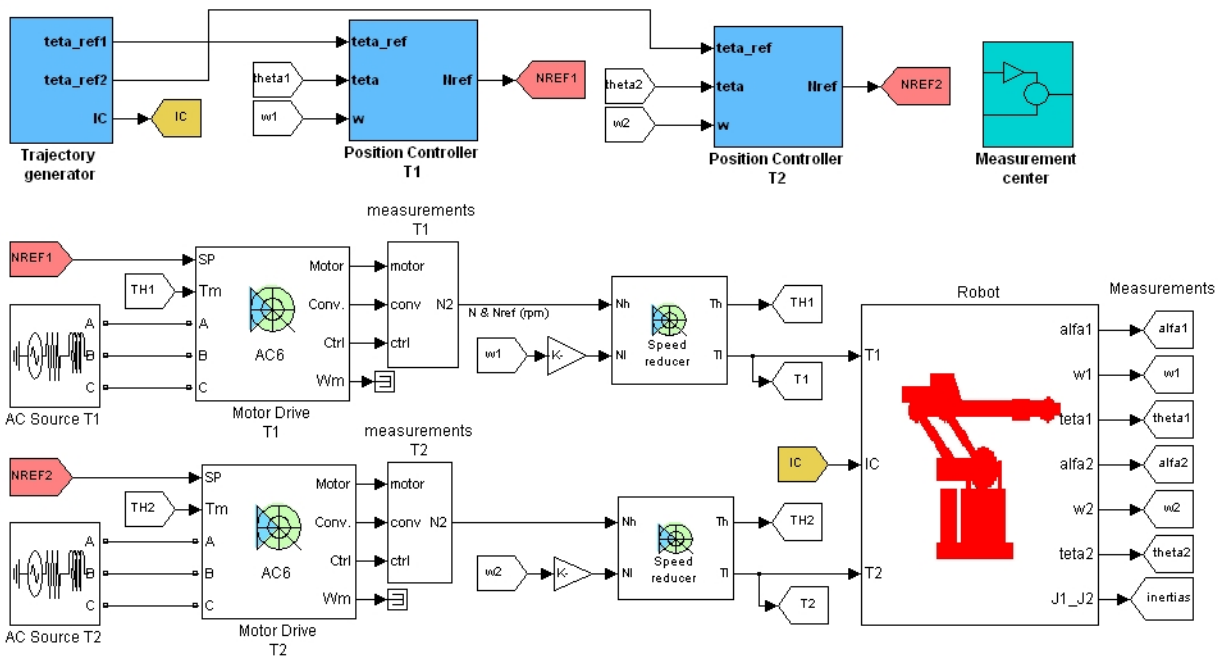 teta_ref1
teta_ref2
IC
IC
Trajectory
generator
teta_ref
theta1
teta
Nref
NREF1
w1
w
Position Controller
T1
teta_ref
theta2
teta
Nref
NREF2
w2
w
Position Controller
T2
Measurement
center
measurements
T1
NREF1
SP
Motor
motor
TH1
Tm
Conv.
conv
N2
A
A
AC6
Ctrl
ctrl
B
B
C
C
Wm
AC Source T1
Motor Drive
T1
N & Nref (rpm)
Nh
Th
TH1
w1
K-
Nl
Speed
reducer
Tl
T1
measurements
T2
NREF2
SP
Motor
motor
TH2
Tm
Conv.
conv
N2
A
A
AC6
Ctrl
ctrl
B
B
C
C
Wm
AC Source T2
Motor Drive
T2
Nh
Th
TH2
w2
K-
Nl
Speed
reducer
Tl
T2
Robot
Measurements
T1
IC
IC
T2
alfa1
alfa1
w1
w1
teta1
theta1
alfa2
alfa2
w2
w2
teta2
theta2
J1_J2
inertias